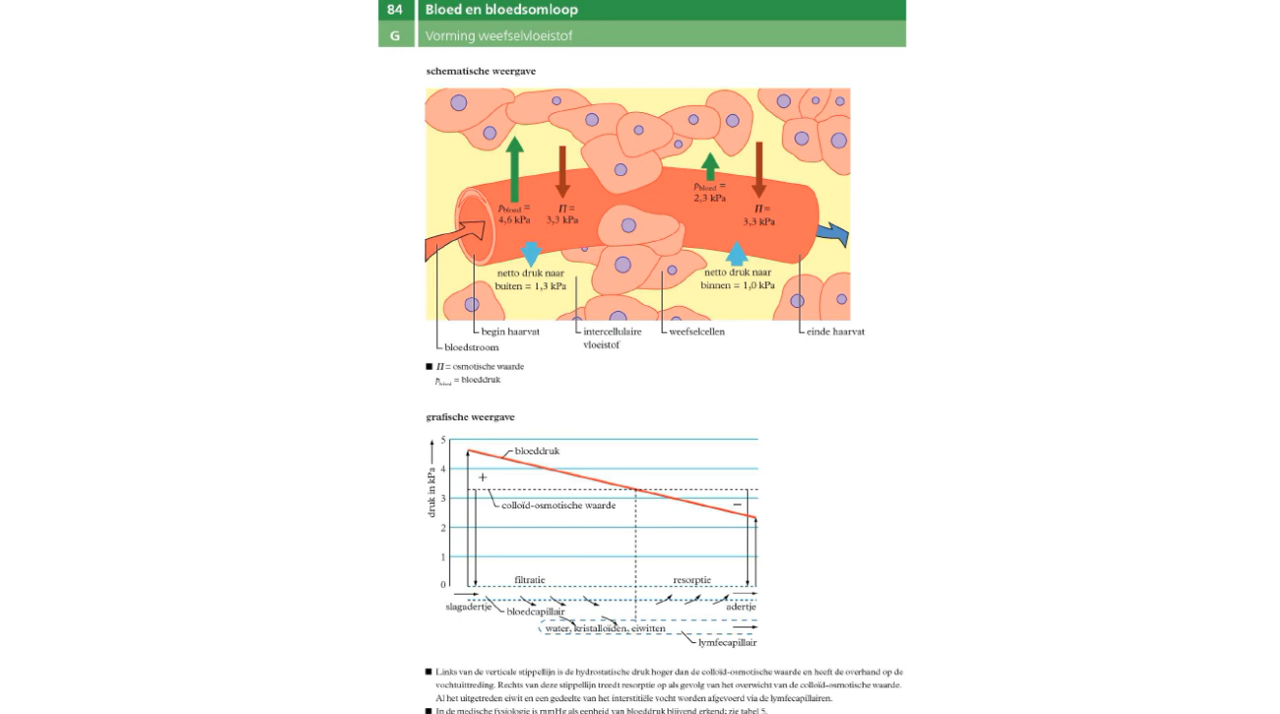 84 Bloed en bloedsomloop
G Vorming weefselvloeistof
schematische weergave
Pbloed =
4,6 kPa
Π =
3,3 kPa
Pbloed =
2,3 kPa
Π =
3,3 kPa
netto druk naar
buiten = 1,3 kPa
netto druk naar
binnen = 1,0 kPa
begin haarvat
intercellulaire
vloeistof
weefselcellen
einde haarvat
bloedstroom
■ Π = osmotische waarde
Pbloed = bloeddruk
grafische weergave
druk in kPa
5
4
3
2
1
0
bloeddruk
+
colloïd-osmotische waarde
–
filtratie
resorptie
slagadertje
bloedcapillair
adertje
water, kristalloïden, eiwitten
lymfecapillair
■ Links van de verticale stippellijn is de hydrostatische druk hoger dan de colloïd-osmotische waarde en heeft de overhand op de
vochtuittreding. Rechts van deze stippellijn treedt resorptie op als gevolg van het overwicht van de colloïd-osmotische waarde.
Al het uitgetreden eiwit en een gedeelte van het interstitiële vocht worden afgevoerd via de lymfecapillairen.
■ In de medische fysiologie is mmHg als eenheid van bloeddruk blijvend erkend; zie tabel 5.